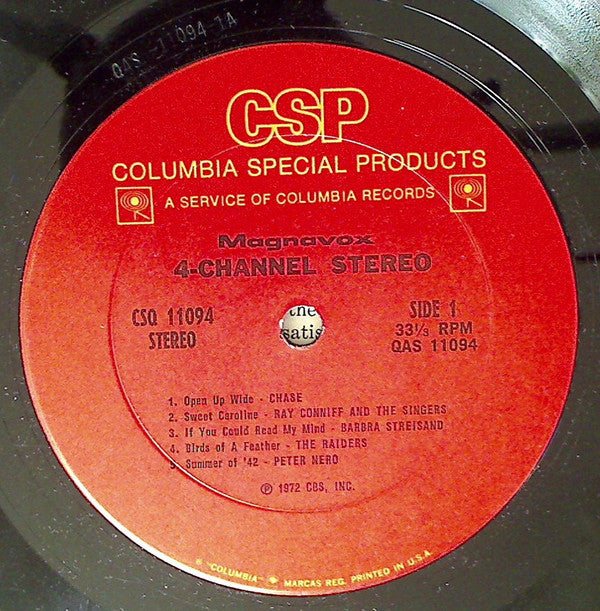 QAS 11094 1A
CSP
COLUMBIA SPECIAL PRODUCTS
A SERVICE OF COLUMBIA RECORDS
Magnavox
4-CHANNEL STEREO
CSQ 11094
STEREO
SIDE 1
33⅓ RPM
QAS 11094
the
satis
1. Open Up Wide - CHASE
2. Sweet Caroline - RAY CONNIFF AND THE SINGERS
3. If You Could Read My Mind - BARBRA STREISAND
4. Birds of A Feather - THE RAIDERS
5. Summer of '42 - PETER NERO
Ⓟ 1972 CBS, INC.
® "COLUMBIA" MARCAS REG. PRINTED IN U.S.A.